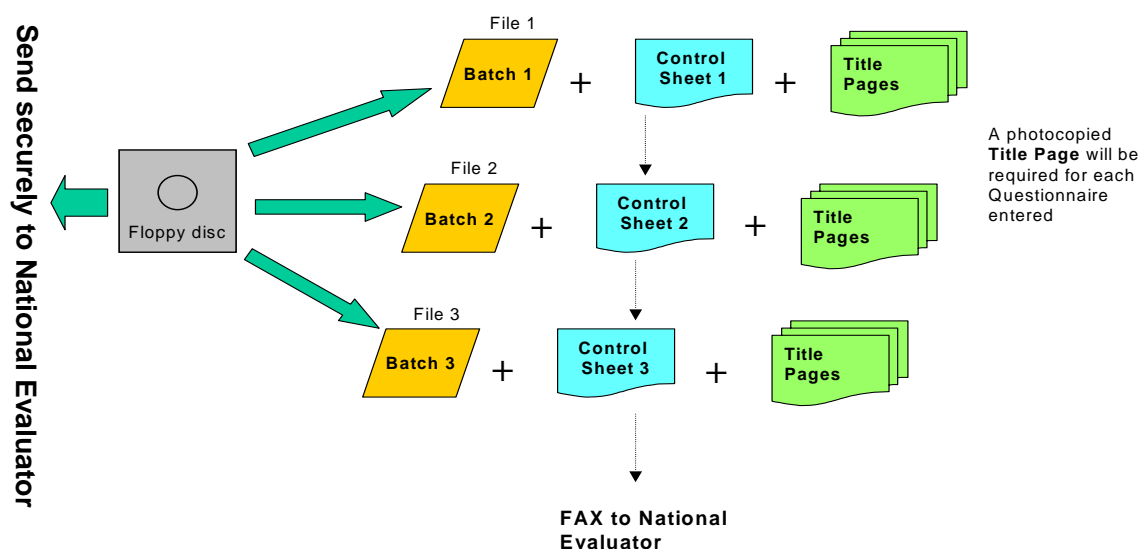 Send securely to National Evaluator
File 1
Batch 1
+
Control
Sheet 1
+
Title
Pages
A photocopied
Title Page will be
required for each
Questionnaire
entered
Floppy disc
File 2
Batch 2
+
Control
Sheet 2
+
Title
Pages
File 3
Batch 3
+
Control
Sheet 3
+
Title
Pages
FAX to National
Evaluator